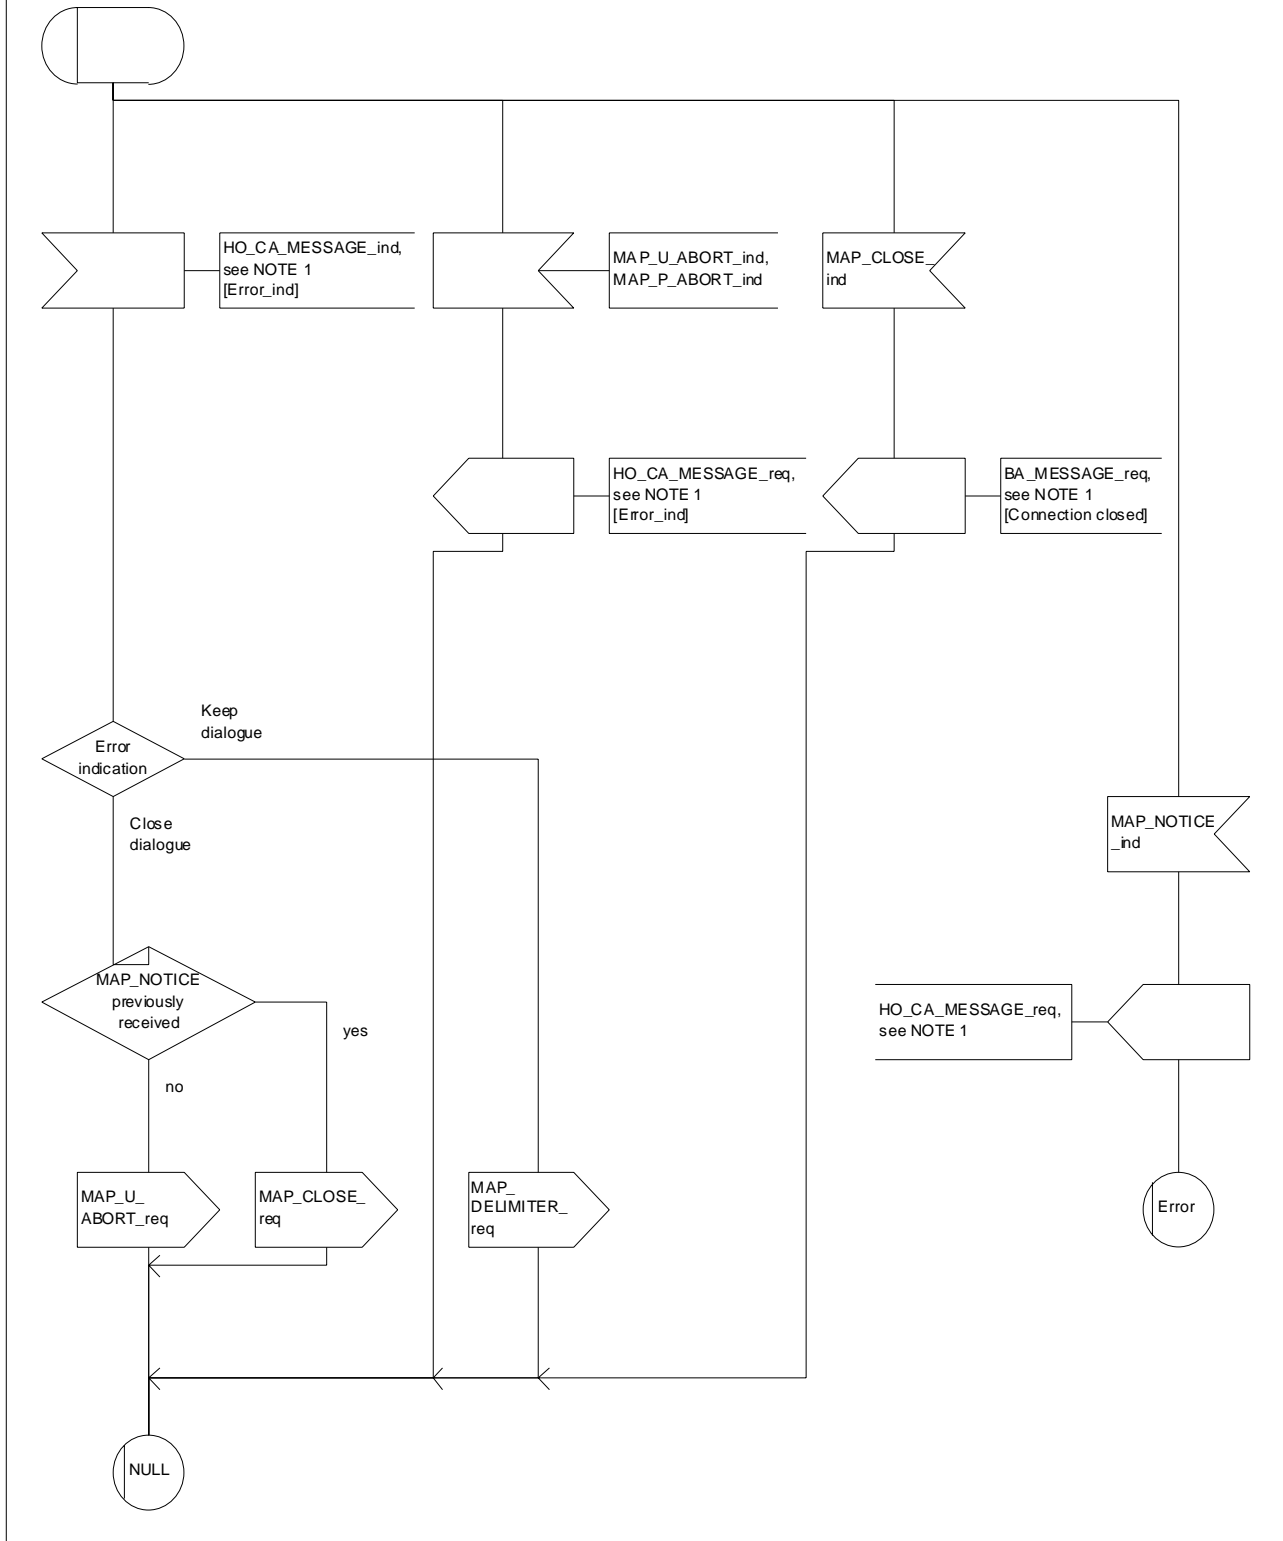 HO_CA_MESSAGE_ind,
see NOTE 1
[Error_ind]
MAP_U_ABORT_ind,
MAP_P_ABORT_ind
MAP_CLOSE_
ind
HO_CA_MESSAGE_req,
see NOTE 1
[Error_ind]
BA_MESSAGE_req,
see NOTE 1
[Connection closed]
Keep
dialogue
Error
indication
Close
dialogue
MAP_NOTICE
_ind
MAP_NOTICE
previously
received
yes
no
HO_CA_MESSAGE_req,
see NOTE 1
MAP_U_
ABORT_req
MAP_CLOSE_
req
MAP_
DELIMITER_
req
Error
NULL